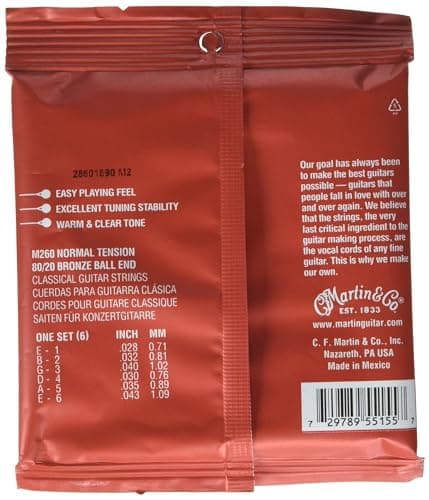 28601690 M2
EASY PLAYING FEEL
EXCELLENT TUNING STABILITY
WARM & CLEAR TONE
M260 NORMAL TENSION
80/20 BRONZE BALL END
CLASSICAL GUITAR STRINGS
CUERDAS PARA GUITARRA CLÁSICA
CORDES POUR GUITARE CLASSIQUE
SAITEN FÜR KONZERTGITARRE
ONE SET (6) INCH MM
E - 1 .028 0.71
B - 2 .032 0.81
G - 3 .040 1.02
D - 4 .030 0.76
A - 5 .035 0.89
E - 6 .043 1.09
Our goal has always been
to make the best guitars
possible — guitars that
people fall in love with over
and over again. We believe
that the strings, the very
last critical ingredient to the
guitar making process, are
the vocal cords of any fine
guitar. This is why we make
our own.
Martin & Co.
EST. 1833
www.martinguitar.com
C. F. Martin & Co., Inc.
Nazareth, PA USA
Made in Mexico
7 29789 55155 7